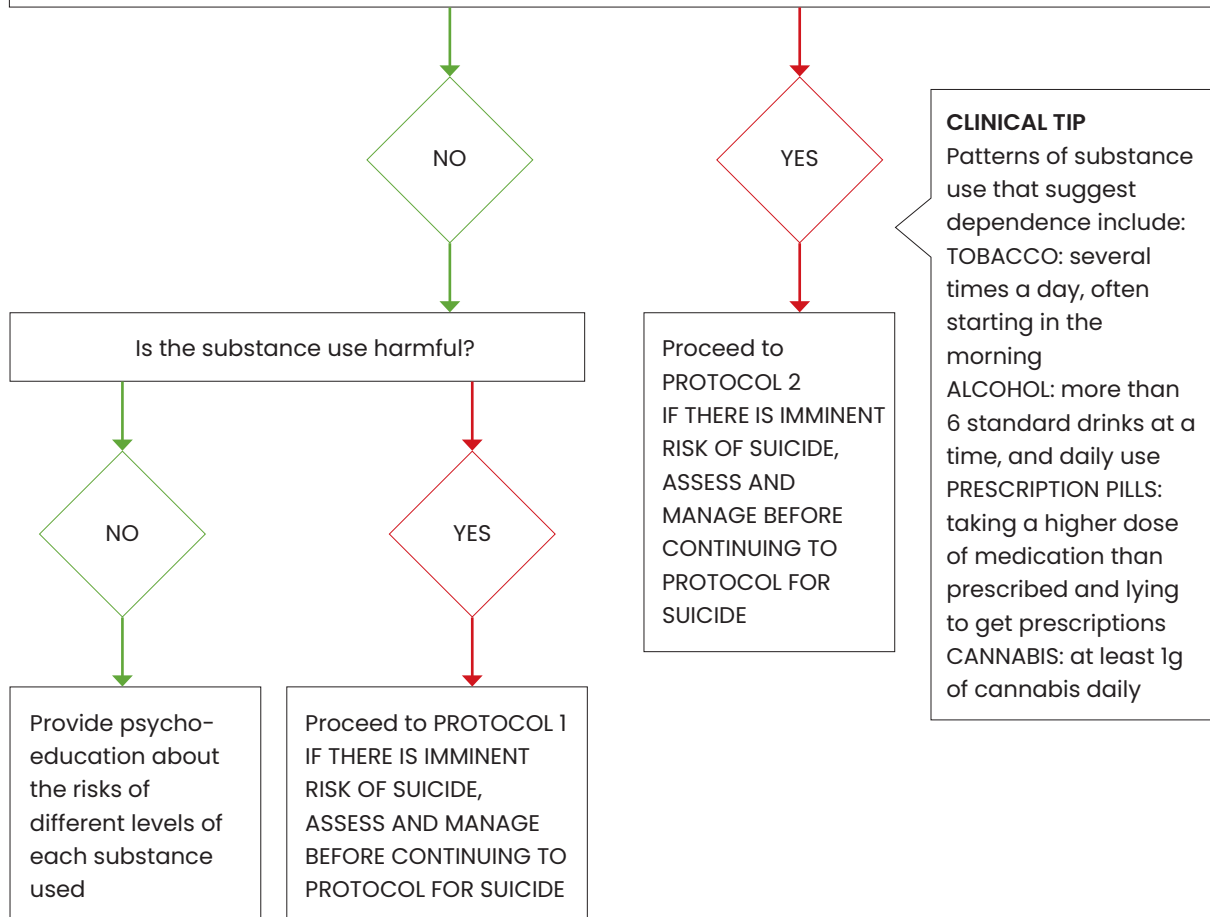 NO
YES
CLINICAL TIP
Patterns of substance
use that suggest
dependence include:
TOBACCO: several
times a day, often
starting in the
morning
ALCOHOL: more than
6 standard drinks at a
time, and daily use
PRESCRIPTION PILLS:
taking a higher dose
of medication than
prescribed and lying
to get prescriptions
CANNABIS: at least 1g
of cannabis daily
Is the substance use harmful?
Proceed to
PROTOCOL 2
IF THERE IS IMMINENT
RISK OF SUICIDE,
ASSESS AND
MANAGE BEFORE
CONTINUING TO
PROTOCOL FOR
SUICIDE
NO
YES
Provide psycho-
education about
the risks of
different levels of
each substance
used
Proceed to PROTOCOL 1
IF THERE IS IMMINENT
RISK OF SUICIDE,
ASSESS AND MANAGE
BEFORE CONTINUING TO
PROTOCOL FOR SUICIDE